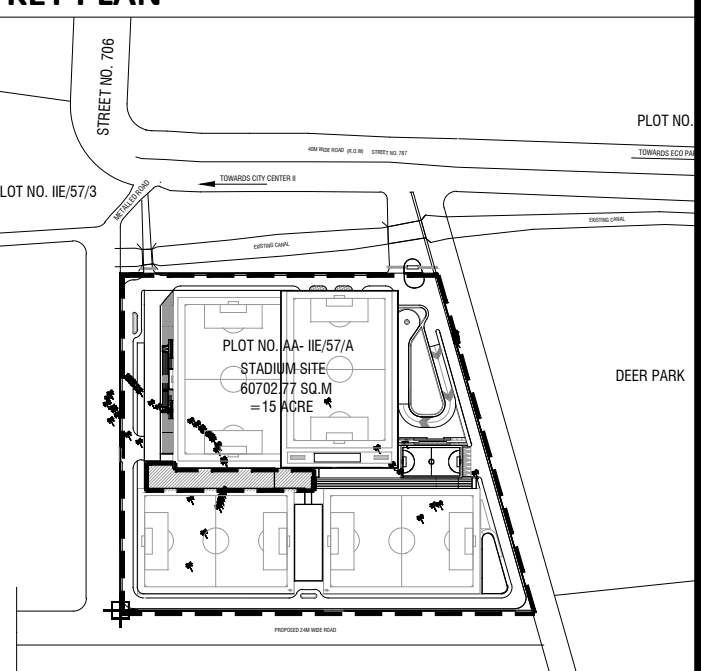 STREET NO. 706
PLOT NO.
40M WIDE ROAD (R.O.W) STREET NO. 787
TOWARDS ECO PA
TOWARDS CITY CENTER II
LOT NO. IIE/57/3
METALLED ROAD
EXISTING CANAL
EXISTING CANAL
PLOT NO. AA- IIE/57/A
STADIUM SITE
60702.77 SQ.M
=15 ACRE
DEER PARK
PROPOSED 24M WIDE ROAD